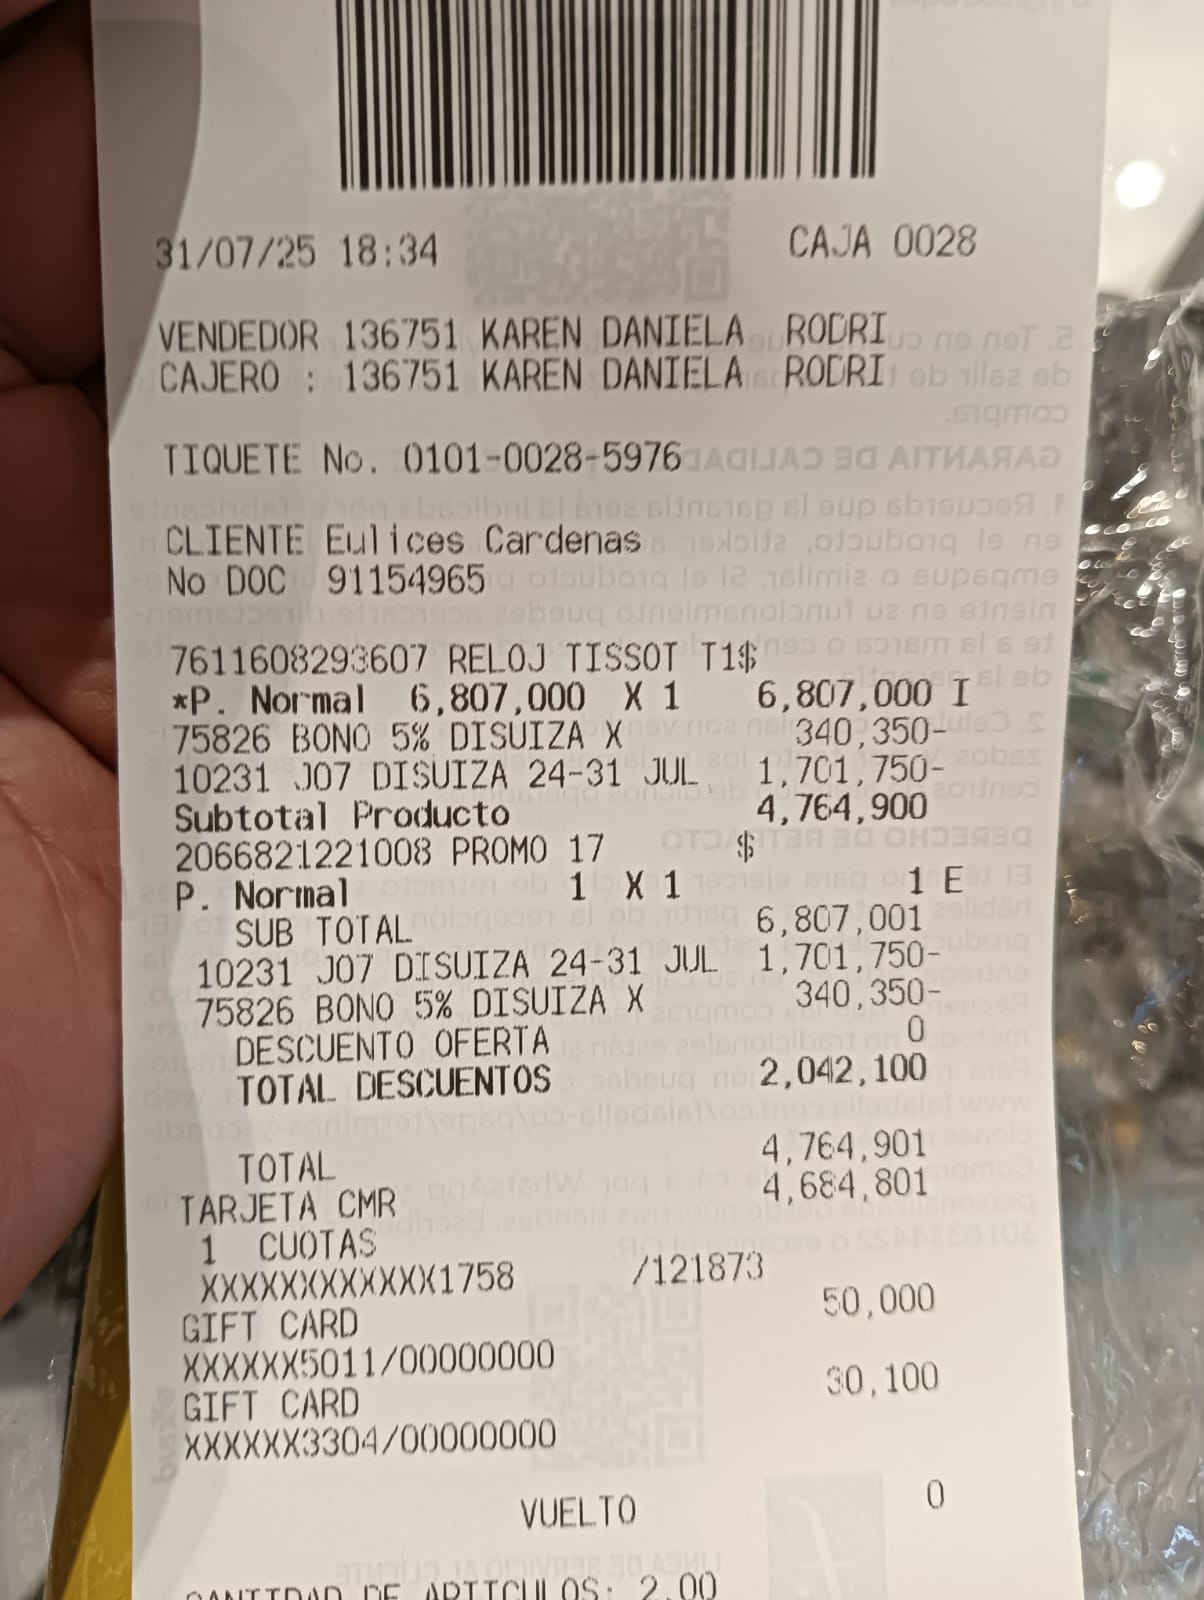 31/07/25 18:34 CAJA 0028
VENDEDOR 136751 KAREN DANIELA RODRI
CAJERO : 136751 KAREN DANIELA RODRI
TIQUETE No. 0101-0028-5976
CLIENTE Eulices Cardenas
No DOC 91154965
7611608293607 RELOJ TISSOT T1$
*P. Normal 6,807,000 X 1 6,807,000 I
75826 BONO 5% DISUIZA X 340,350-
10231 J07 DISUIZA 24-31 JUL 1,701,750-
Subtotal Producto 4,764,900
2066821221008 PROMO 17 $
P. Normal 1 X 1 1 E
SUB TOTAL 6,807,001
10231 J07 DISUIZA 24-31 JUL 1,701,750-
75826 BONO 5% DISUIZA X 340,350-
DESCUENTO OFERTA 0
TOTAL DESCUENTOS 2,042,100
TOTAL 4,764,901
TARJETA CMR 4,684,801
1 CUOTAS
XXXXXXXXXXXX1758 /121873
GIFT CARD 50,000
XXXXXX5011/00000000
GIFT CARD 30,100
XXXXXX3304/00000000
VUELTO 0
CANTIDAD DE ARTICULOS: 2.00